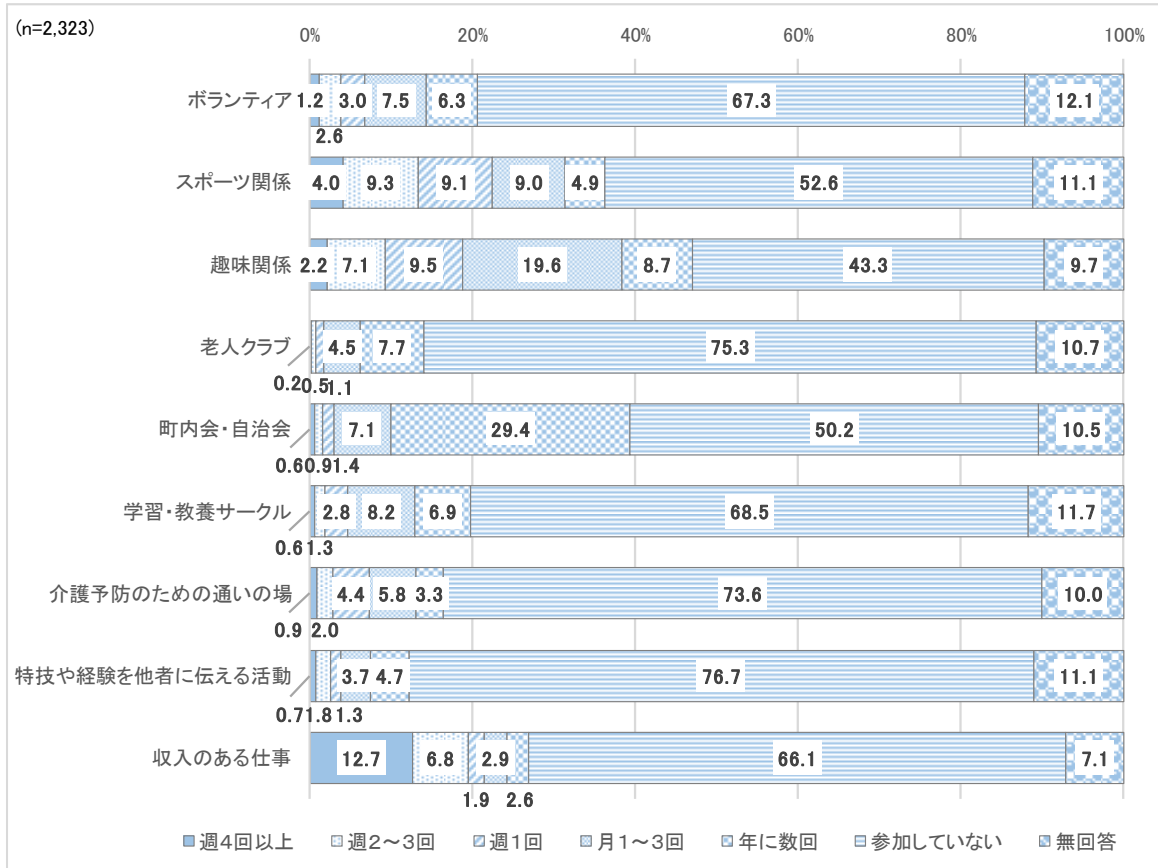 (n=2,323)
0% 20% 40% 60% 80% 100%
ボランティア 1.2 3.0 7.5 6.3 67.3 12.1
2.6
スポーツ関係 4.0 9.3 9.1 9.0 4.9 52.6 11.1
趣味関係 2.2 7.1 9.5 19.6 8.7 43.3 9.7
老人クラブ 4.5 7.7 75.3 10.7
0.2 0.5 1.1
町内会・自治会 7.1 29.4 50.2 10.5
0.6 0.9 1.4
学習・教養サークル 2.8 8.2 6.9 68.5 11.7
0.6 1.3
介護予防のための通いの場 4.4 5.8 3.3 73.6 10.0
0.9 2.0
特技や経験を他者に伝える活動 3.7 4.7 76.7 11.1
0.7 1.8 1.3
収入のある仕事 12.7 6.8 2.9 66.1 7.1
1.9 2.6
週4回以上 週2~3回 週1回 月1~3回 年に数回 参加していない 無回答